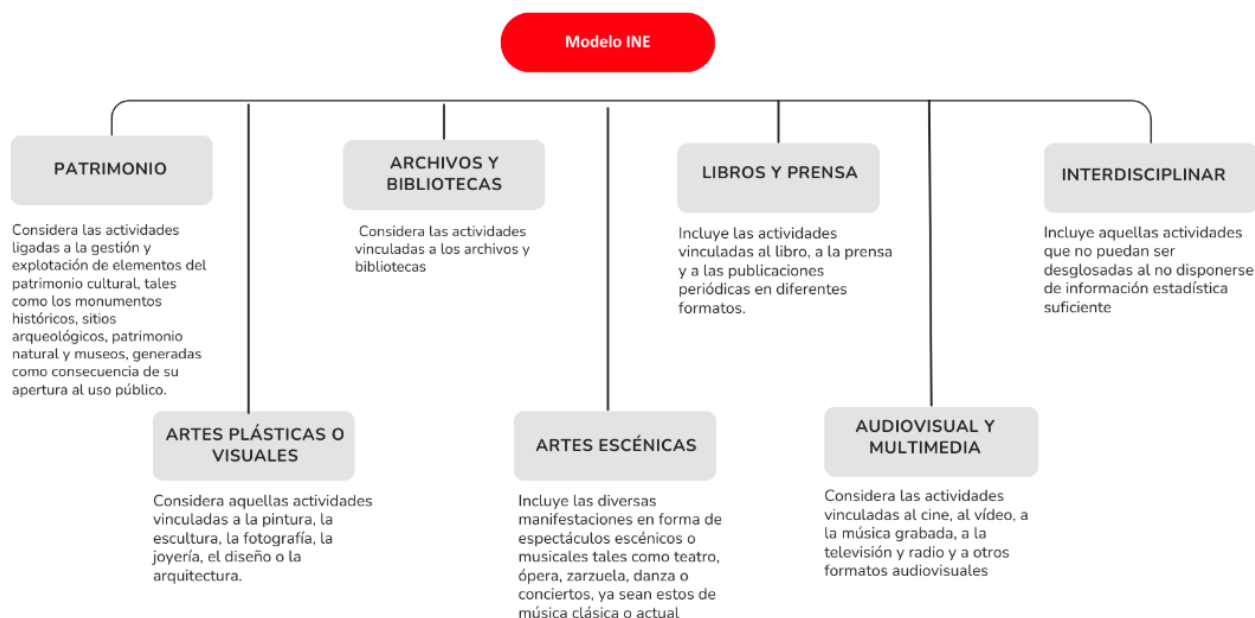 Modelo INE
PATRIMONIO
Considera las actividades
ligadas a la gestión y
explotación de elementos del
patrimonio cultural, tales
como los monumentos
históricos, sitios
arqueológicos, patrimonio
natural y museos, generadas
como consecuencia de su
apertura al uso público.
ARCHIVOS Y
BIBLIOTECAS
Considera las actividades
vinculadas a los archivos y
bibliotecas
LIBROS Y PRENSA
Incluye las actividades
vinculadas al libro, a la prensa
y a las publicaciones
periódicas en diferentes
formatos.
INTERDISCIPLINAR
Incluye aquellas actividades
que no puedan ser
desglosadas al no disponerse
de información estadística
suficiente
ARTES PLÁSTICAS O
VISUALES
Considera aquellas actividades
vinculadas a la pintura, la
escultura, la fotografía, la
joyería, el diseño o la
arquitectura.
ARTES ESCÉNICAS
Incluye las diversas
manifestaciones en forma de
espectáculos escénicos o
musicales tales como teatro,
ópera, zarzuela, danza o
conciertos, ya sean estos de
música clásica o actual
AUDIOVISUAL Y
MULTIMEDIA
Considera las actividades
vinculadas al cine, al vídeo, a
la música grabada, a la
televisión y radio y a otros
formatos audiovisuales